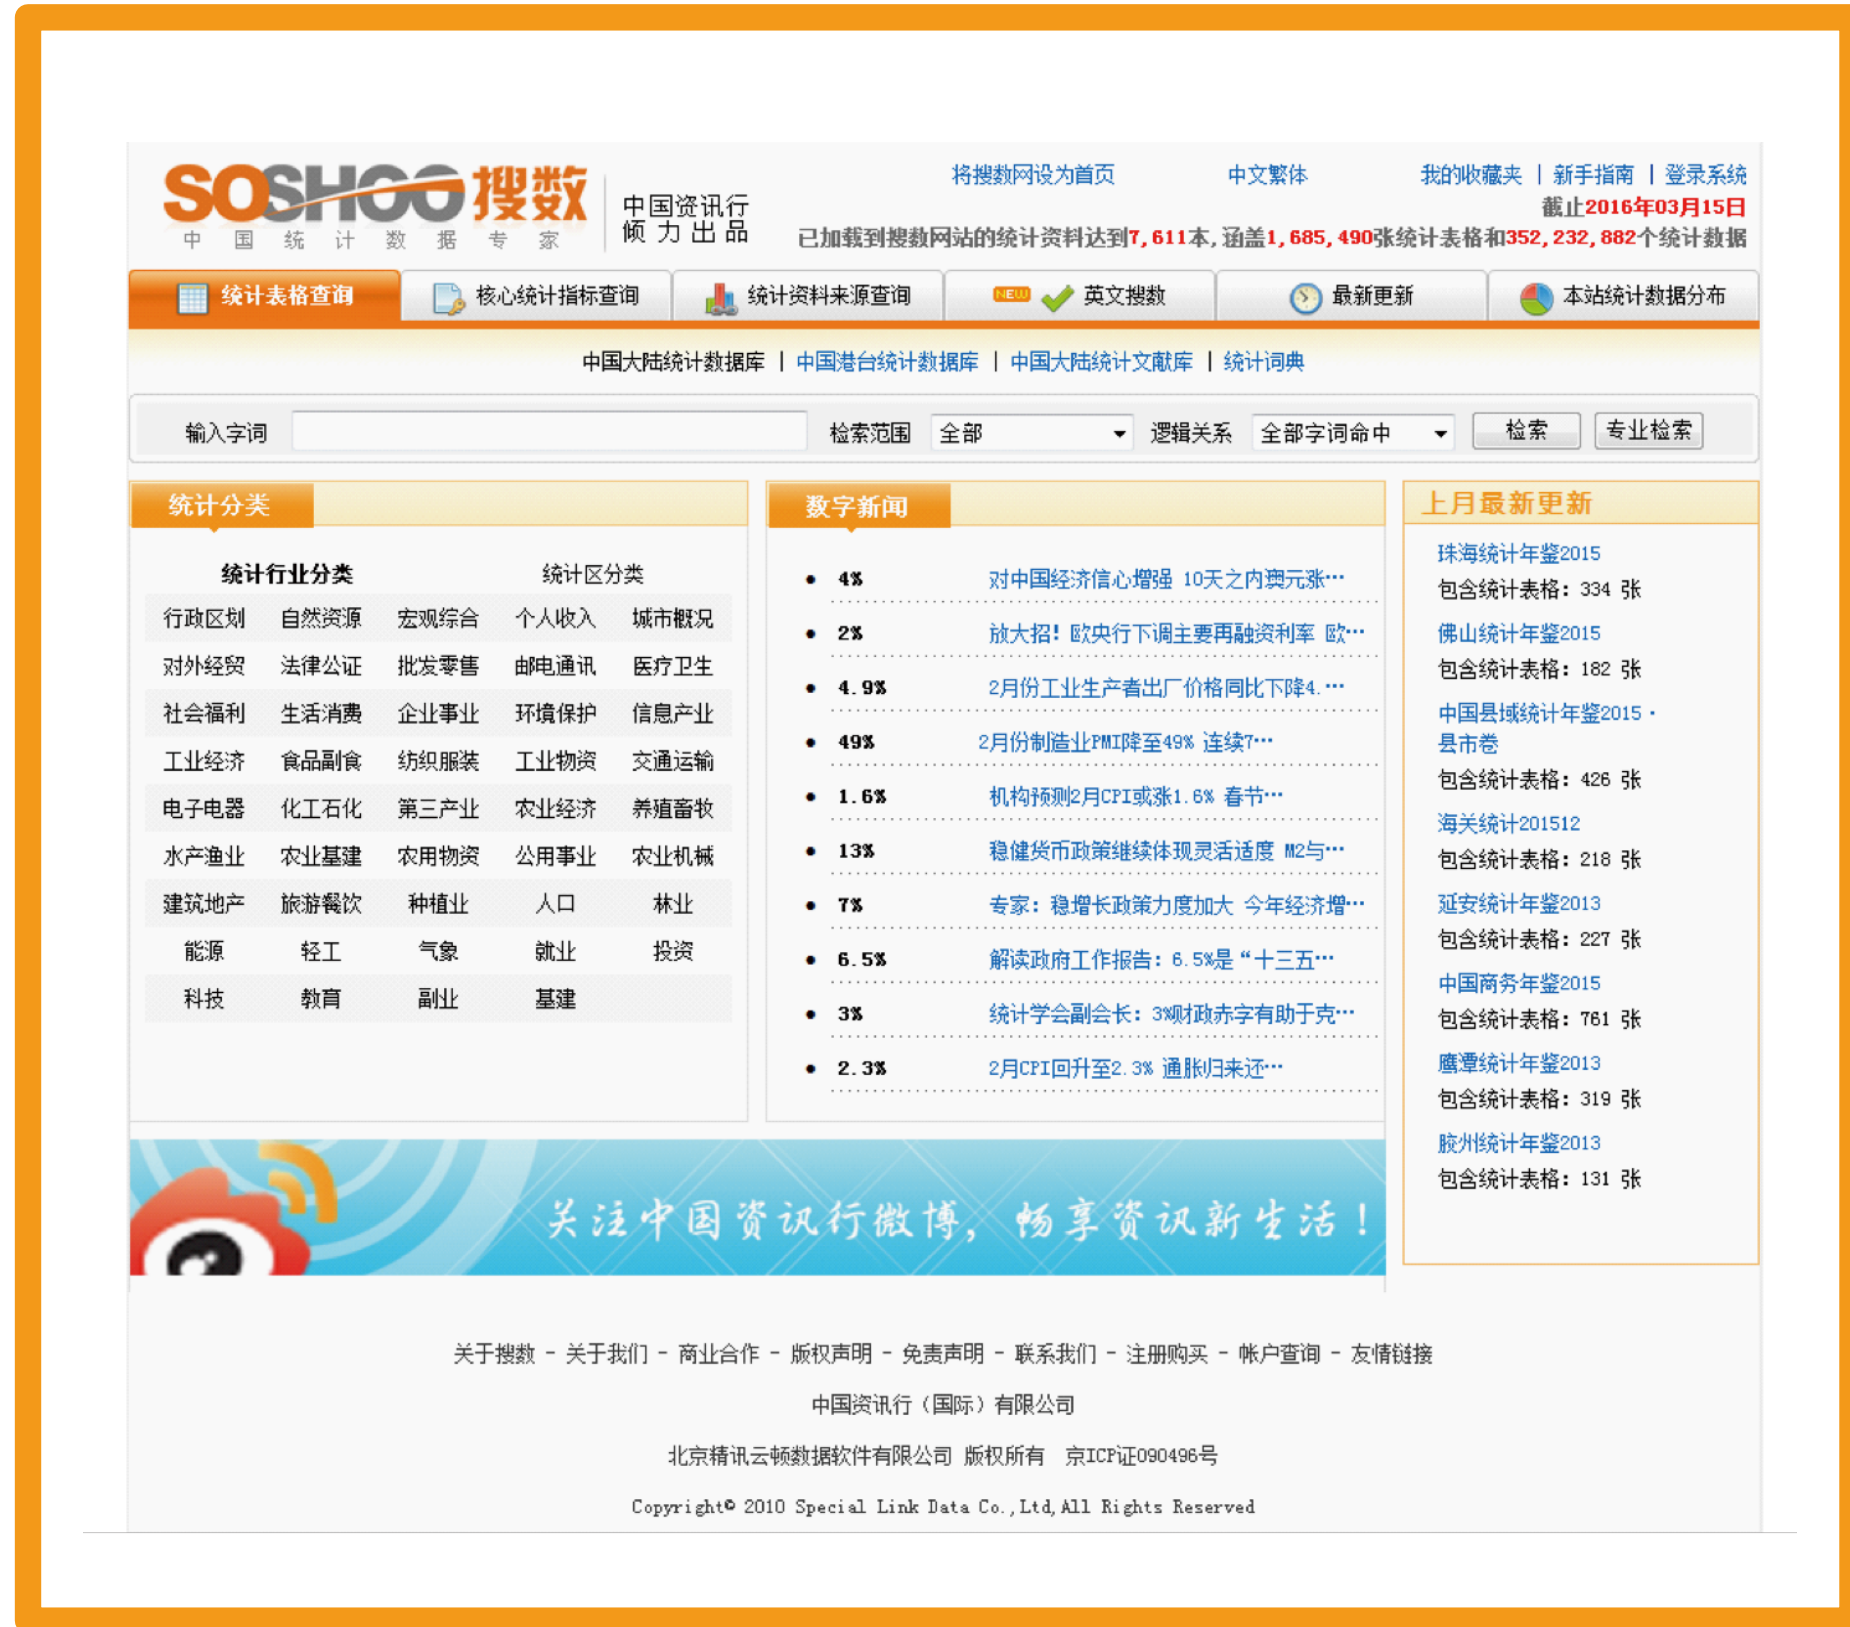 SOSHOO搜数
中国统计数据专家
中国资讯行
倾力出品
将搜数网设为首页 中文繁体 我的收藏夹 | 新手指南 | 登录系统
截止2016年03月15日
已加载到搜数网站的统计资料达到7,611本,涵盖1,685,490张统计表格和352,232,882个统计数据
统计表格查询 核心统计指标查询 统计资料来源查询 NEW 英文搜数 最新更新 本站统计数据分布
中国大陆统计数据库 | 中国港台统计数据库 | 中国大陆统计文献库 | 统计词典
输入字词 检索范围 全部 逻辑关系 全部字词命中 检索 专业检索
统计分类
统计行业分类 统计区分类
行政区划 自然资源 宏观综合 个人收入 城市概况
对外经贸 法律公证 批发零售 邮电通讯 医疗卫生
社会福利 生活消费 企业事业 环境保护 信息产业
工业经济 食品副食 纺织服装 工业物资 交通运输
电子电器 化工石化 第三产业 农业经济 养殖畜牧
水产渔业 农业基建 农用物资 公用事业 农业机械
建筑地产 旅游餐饮 种植业 人口 林业
能源 轻工 气象 就业 投资
科技 教育 副业 基建
数字新闻
• 4% 对中国经济信心增强 10天之内澳元涨…
• 2% 放大招！欧央行下调主要再融资利率 欧…
• 4.9% 2月份工业生产者出厂价格同比下降4.…
• 49% 2月份制造业PMI降至49% 连续7…
• 1.6% 机构预测2月CPI或涨1.6% 春节…
• 13% 稳健货币政策继续体现灵活适度 M2与…
• 7% 专家：稳增长政策力度加大 今年经济增…
• 6.5% 解读政府工作报告：6.5%是“十三五…
• 3% 统计学会副会长：3%财政赤字有助于克…
• 2.3% 2月CPI回升至2.3% 通胀归来还…
上月最新更新
珠海统计年鉴2015
包含统计表格：334 张
佛山统计年鉴2015
包含统计表格：182 张
中国县域统计年鉴2015·
县市卷
包含统计表格：426 张
海关统计201512
包含统计表格：218 张
延安统计年鉴2013
包含统计表格：227 张
中国商务年鉴2015
包含统计表格：761 张
鹰潭统计年鉴2013
包含统计表格：319 张
胶州统计年鉴2013
包含统计表格：131 张
关注中国资讯行微博，畅享资讯新生活！
关于搜数 - 关于我们 - 商业合作 - 版权声明 - 免责声明 - 联系我们 - 注册购买 - 帐户查询 - 友情链接
中国资讯行（国际）有限公司
北京精讯云顿数据软件有限公司 版权所有 京ICP证090496号
Copyright© 2010 Special Link Data Co.,Ltd,All Rights Reserved